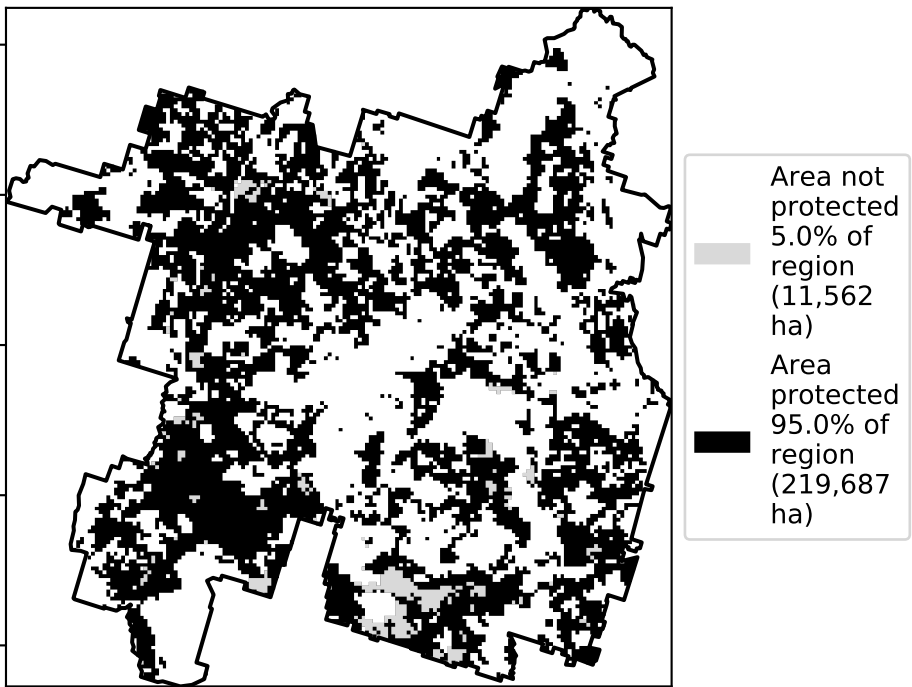 Area not
protected
5.0% of
region
(11,562
ha)
Area
protected
95.0% of
region
(219,687
ha)